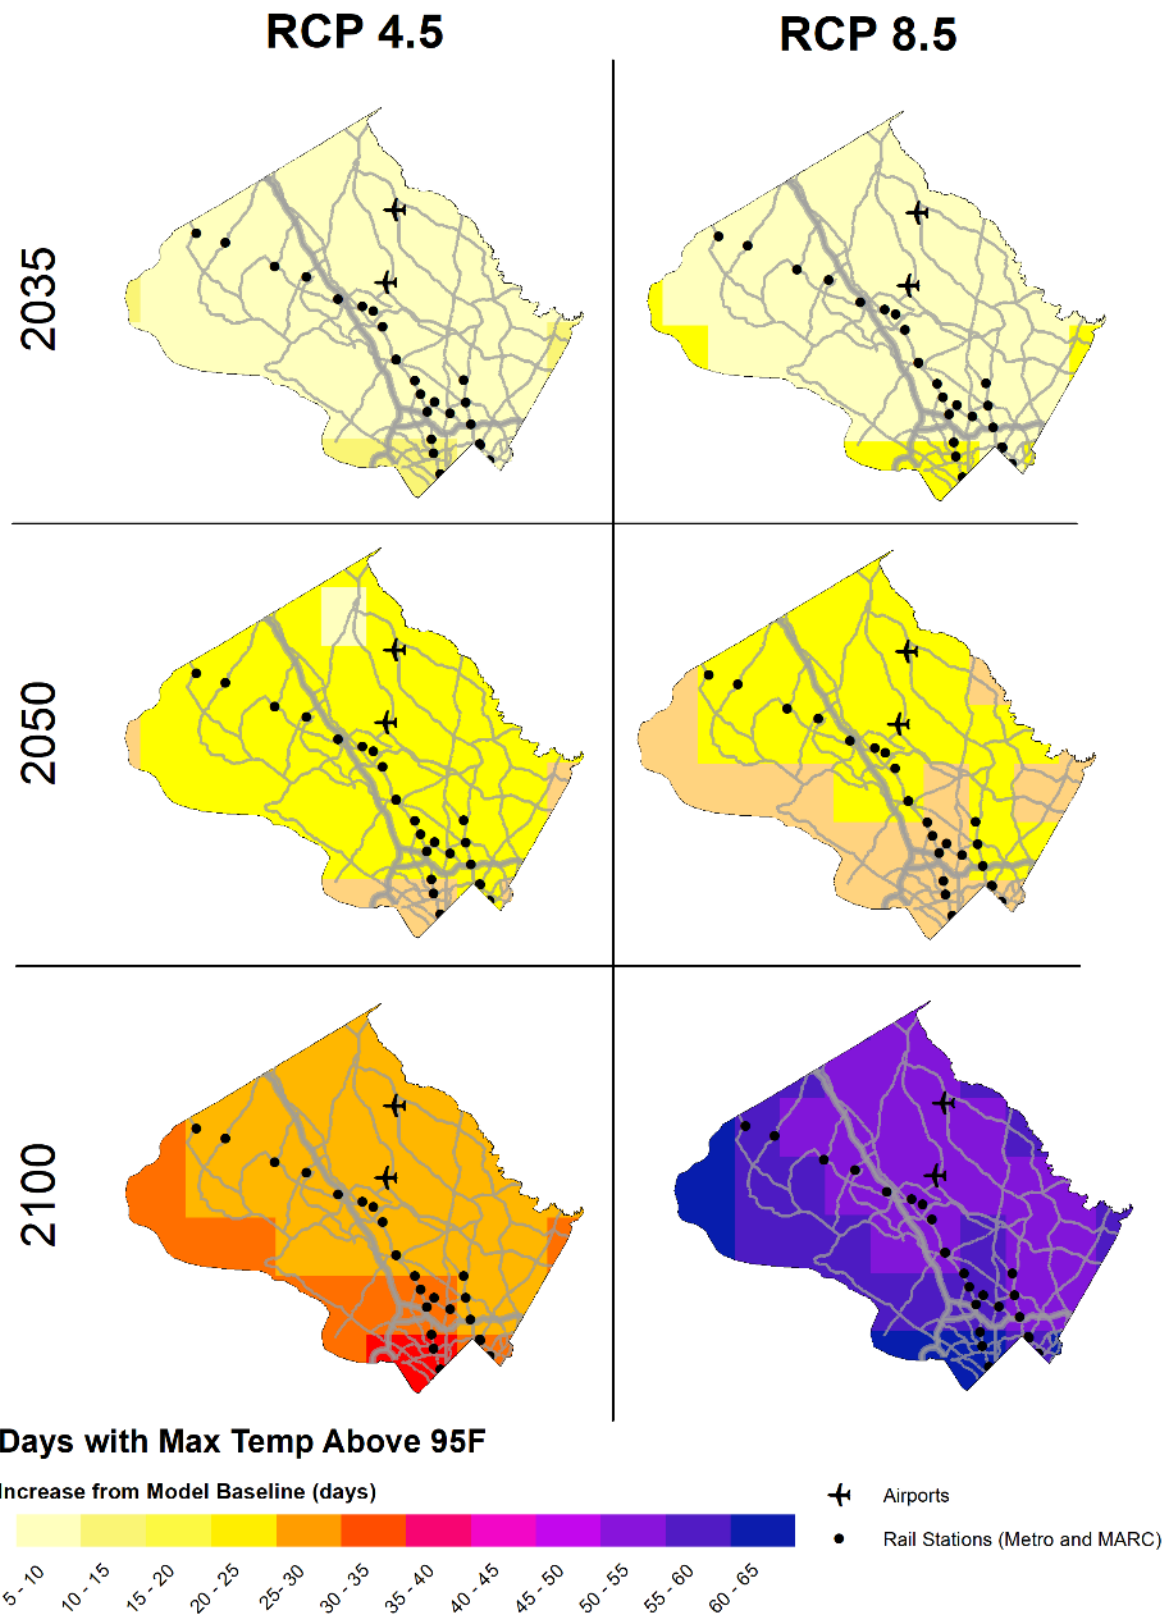 RCP 4.5
RCP 8.5
2035
2050
2100
Days with Max Temp Above 95F
Increase from Model Baseline (days)
5 - 10
10 - 15
15 - 20
20 - 25
25- 30
30 - 35
35 - 40
40 - 45
45 - 50
50 - 55
55 - 60
60 - 65
Airports
Rail Stations (Metro and MARC)